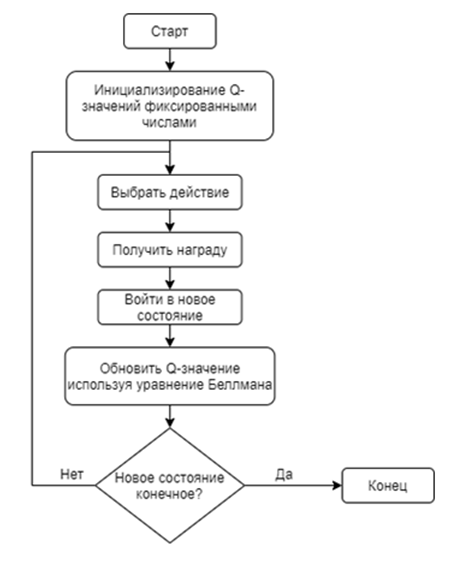 Старт
Инициализирование Q-
значений фиксированными
числами
Выбрать действие
Получить награду
Войти в новое
состояние
Обновить Q-значение
используя уравнение Беллмана
Нет
Новое состояние
конечное?
Да
Конец